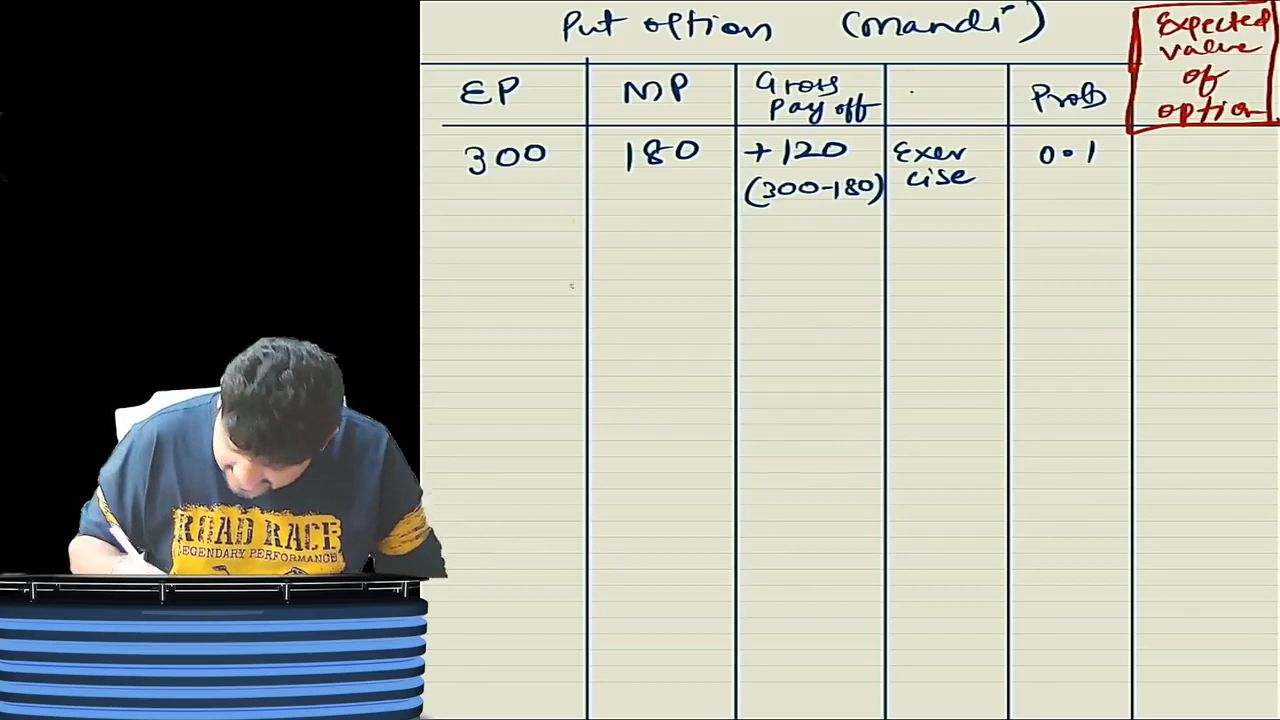 Put option (mandi)
EP
MP
Gross
Pay off
Prob
Expected
value
of
option
300
180
+120
(300-180)
Exer
cise
0.1
ROAD RACE
LEGENDARY PERFORMANCE